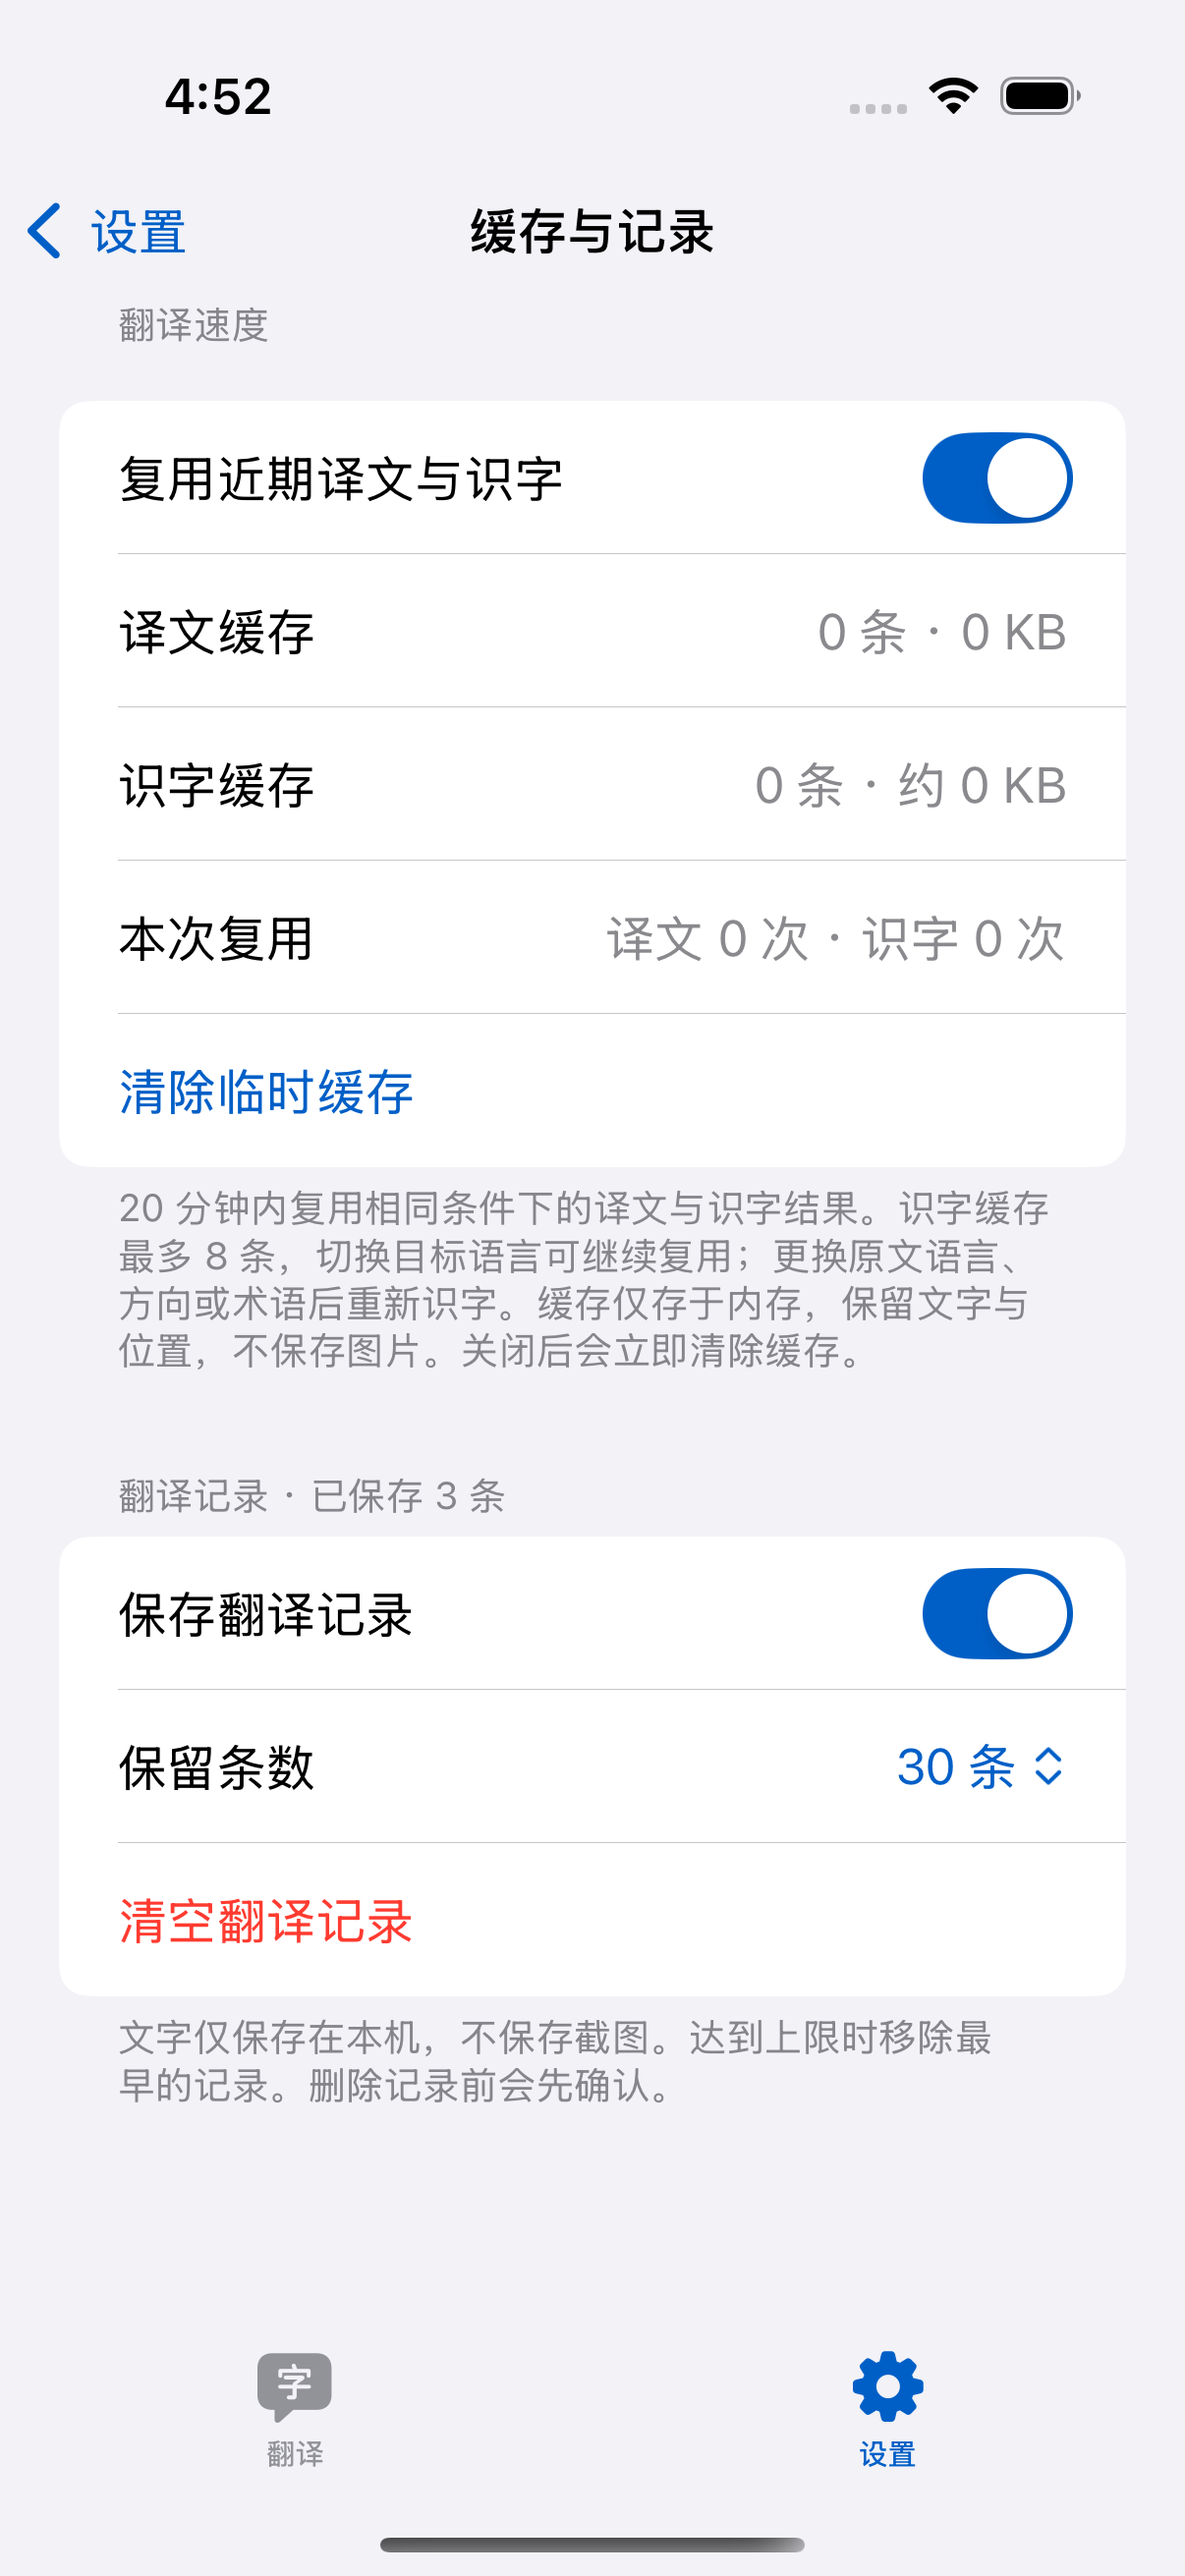 4:52
设置
缓存与记录
翻译速度
复用近期译文与识字
译文缓存
0 条 · 0 KB
识字缓存
0 条 · 约 0 KB
本次复用
译文 0 次 · 识字 0 次
清除临时缓存
20 分钟内复用相同条件下的译文与识字结果。识字缓存
最多 8 条，切换目标语言可继续复用；更换原文语言、
方向或术语后重新识字。缓存仅存于内存，保留文字与
位置，不保存图片。关闭后会立即清除缓存。
翻译记录 · 已保存 3 条
保存翻译记录
保留条数
30 条
清空翻译记录
文字仅保存在本机，不保存截图。达到上限时移除最
早的记录。删除记录前会先确认。
字
翻译
设置